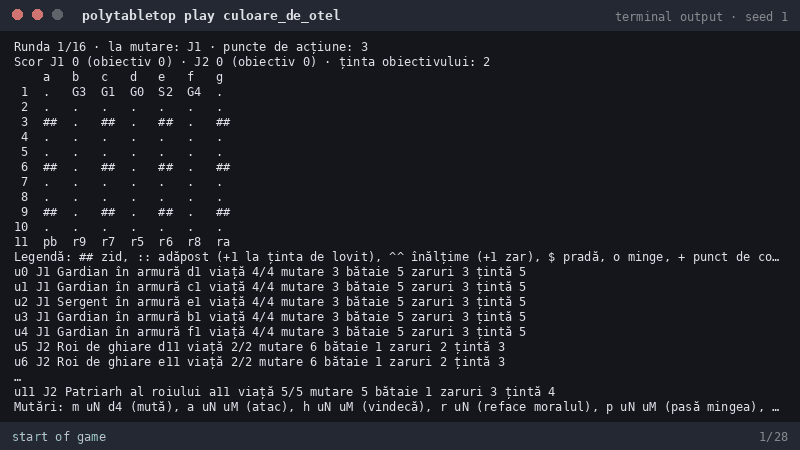 polytabletop play culoare_de_otel
terminal output · seed 1
Runda 1/16 · la mutare: J1 · puncte de acțiune: 3
Scor J1 0 (obiectiv 0) · J2 0 (obiectiv 0) · ținta obiectivului: 2
a b c d e f g
1 . G3 G1 G0 S2 G4 .
2 . . . . . . .
3 ## . ## . ## . ##
4 . . . . . . .
5 . . . . . . .
6 ## . ## . ## . ##
7 . . . . . . .
8 . . . . . . .
9 ## . ## . ## . ##
10 . . . . . . .
11 pb r9 r7 r5 r6 r8 ra
Legendă: ## zid, :: adăpost (+1 la ținta de lovit), ^^ înălțime (+1 zar), $ pradă, o minge, + punct de co…
u0 J1 Gardian în armură d1 viață 4/4 mutare 3 bătaie 5 zaruri 3 țintă 5
u1 J1 Gardian în armură c1 viață 4/4 mutare 3 bătaie 5 zaruri 3 țintă 5
u2 J1 Sergent în armură e1 viață 4/4 mutare 3 bătaie 5 zaruri 3 țintă 5
u3 J1 Gardian în armură b1 viață 4/4 mutare 3 bătaie 5 zaruri 3 țintă 5
u4 J1 Gardian în armură f1 viață 4/4 mutare 3 bătaie 5 zaruri 3 țintă 5
u5 J2 Roi de ghiare d11 viață 2/2 mutare 6 bătaie 1 zaruri 2 țintă 3
u6 J2 Roi de ghiare e11 viață 2/2 mutare 6 bătaie 1 zaruri 2 țintă 3
…
u11 J2 Patriarh al roiului a11 viață 5/5 mutare 5 bătaie 1 zaruri 3 țintă 4
Mutări: m uN d4 (mută), a uN uM (atac), h uN uM (vindecă), r uN (reface moralul), p uN uM (pasă mingea), …
start of game
1/28